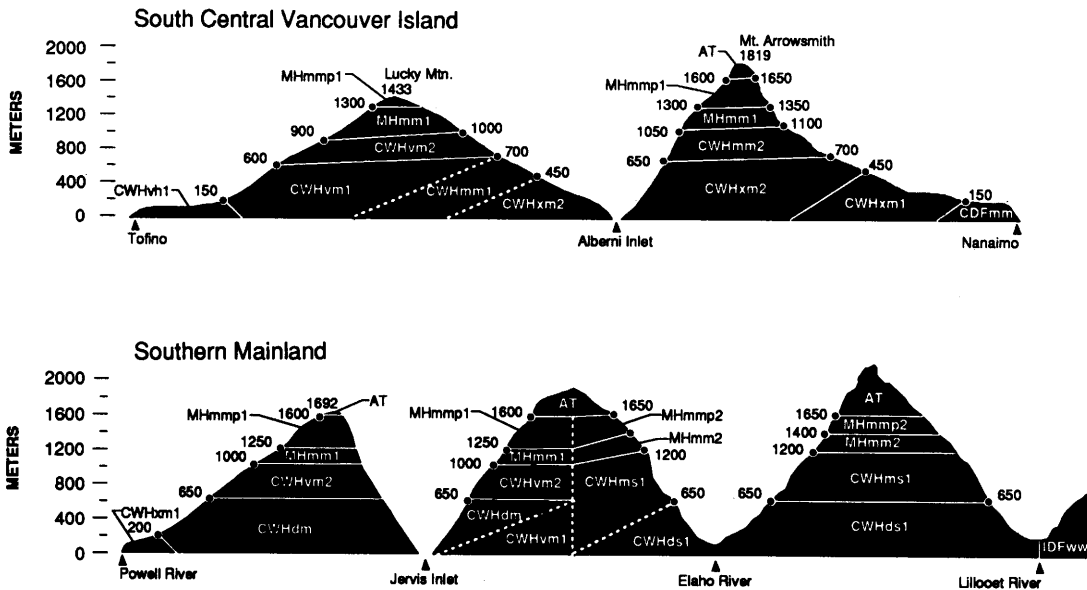 South Central Vancouver Island
METERS
2000
1600
1200
800
400
0
MHmmp1
Lucky Mtn.
1433
1300
MHmm1
900
1000
CWHvm2
600
700
CWHvm1
CWHmm1
450
CWHxm2
CWHvh1
150
Tofino
Alberni Inlet
Mt. Arrowsmith
AT
1819
1600
1650
MHmmp1
1300
1350
MHmm1
1050
1100
CWHmm2
650
700
CWHxm2
450
CWHxm1
150
CDFmm
Nanaimo
Southern Mainland
METERS
2000
1600
1200
800
400
0
1692
AT
1600
MHmmp1
1250
MHmm1
1000
CWHvm2
650
CWHdm
CWHxm1
200
Powell River
Jervis Inlet
AT
1600
1650
MHmmp1
MHmmp2
1250
MHmm1
MHmm2
1000
1200
CWHvm2
CWHms1
650
650
CWHdm
CWHvm1
CWHds1
Elaho River
AT
1650
MHmmp2
1400
MHmm2
1200
CWHms1
650
650
CWHds1
IDFww
Lillooet River